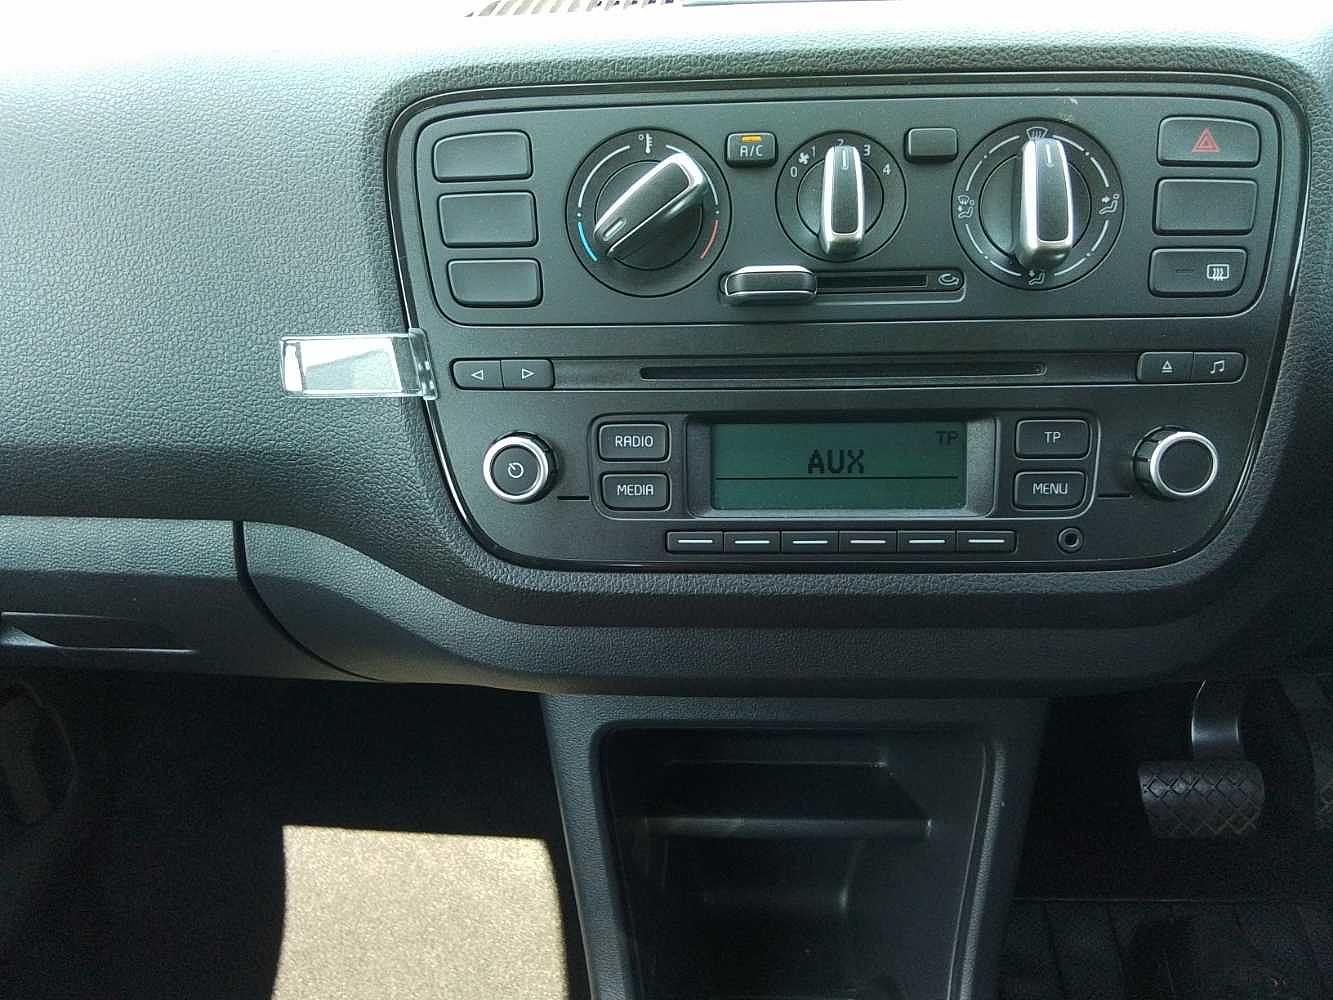 A/C
0 1 2 3 4
RADIO
TP
AUX
TP
MEDIA
MENU